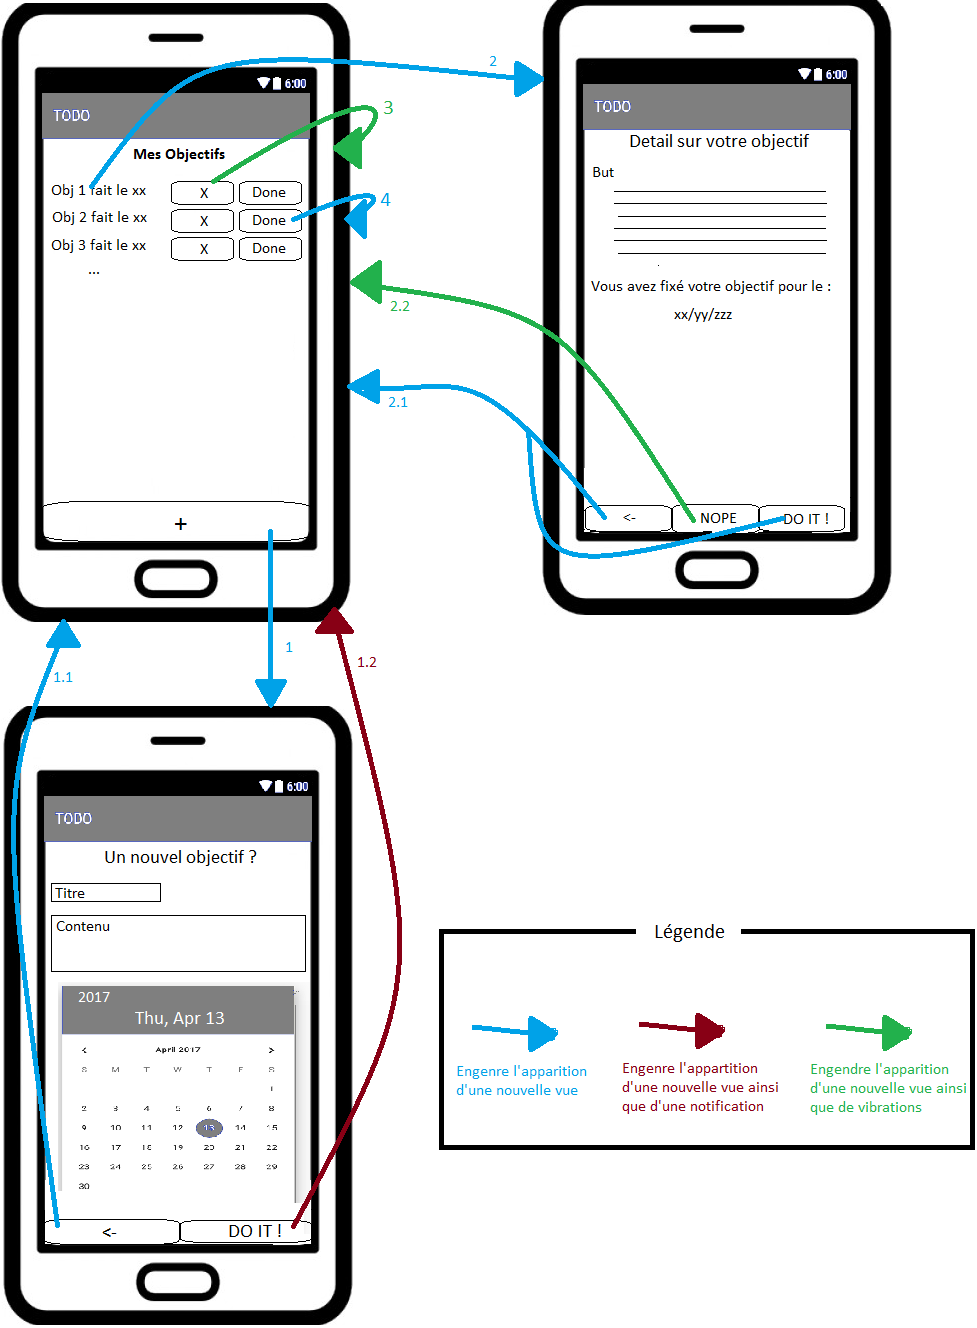 6:00
TODO
Mes Objectifs
Obj 1 fait le xx
X
Done
Obj 2 fait le xx
X
Done
Obj 3 fait le xx
X
Done
...
+
2
3
4
2.2
2.1
6:00
TODO
Detail sur votre objectif
But
Vous avez fixé votre objectif pour le :
xx/yy/zzz
<-
NOPE
DO IT !
1
1.1
1.2
6:00
TODO
Un nouvel objectif ?
Titre
Contenu
2017
Thu, Apr 13
< April 2017 >
S M T W T F S
1
2 3 4 5 6 7 8
9 10 11 12 13 14 15
16 17 18 19 20 21 22
23 24 25 26 27 28 29
30
<-
DO IT !
Légende
Engenre l'apparition
d'une nouvelle vue
Engenre l'appartition
d'une nouvelle vue ainsi
que d'une notification
Engendre l'apparition
d'une nouvelle vue ainsi
que de vibrations